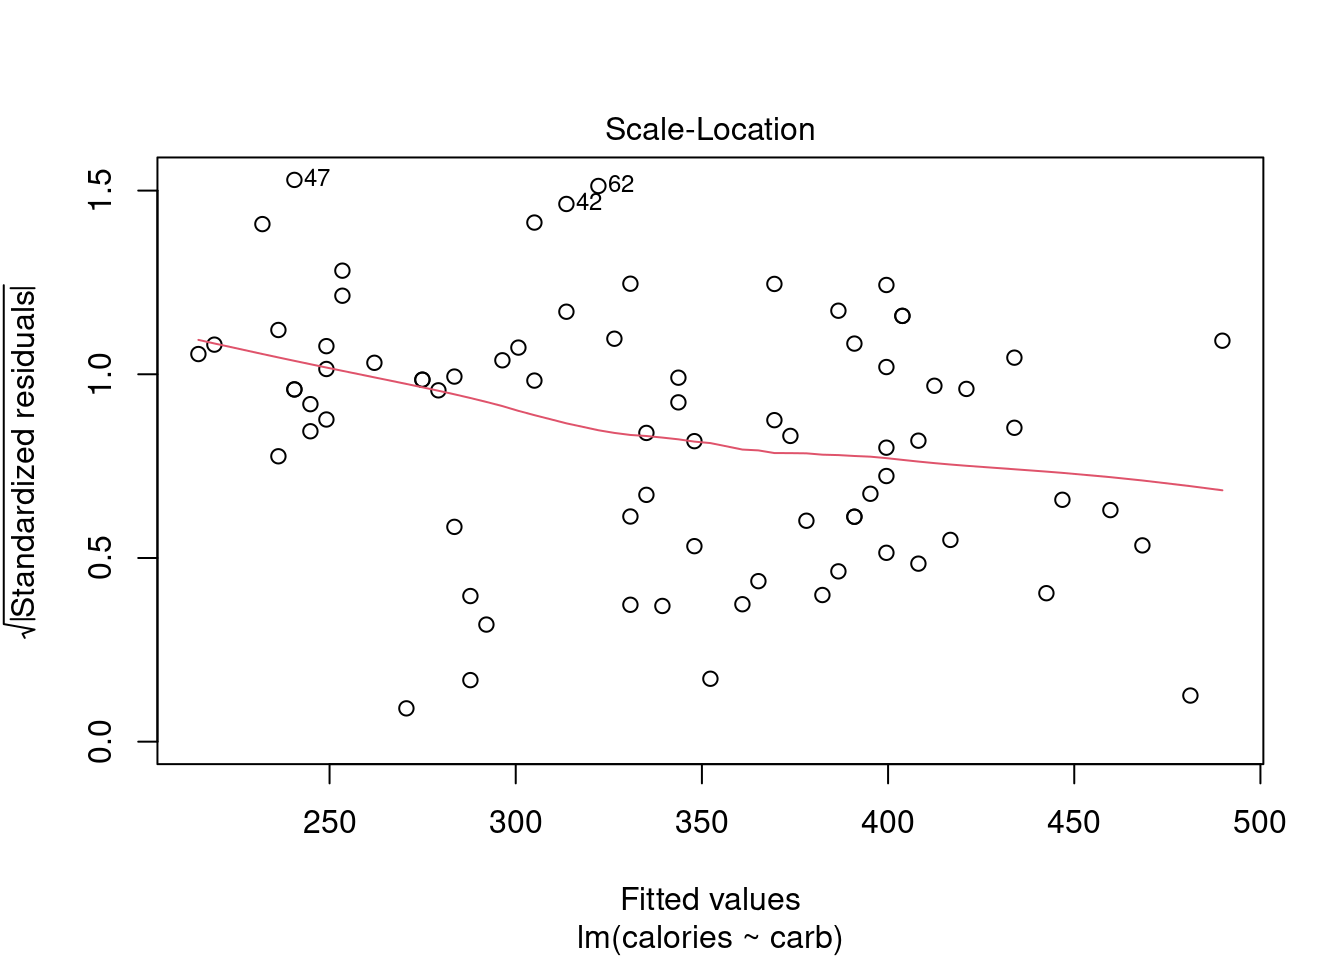 Scale-Location
√|Standardized residuals|
1.5
1.0
0.5
0.0
47
62
42
250 300 350 400 450 500
Fitted values
lm(calories ~ carb)